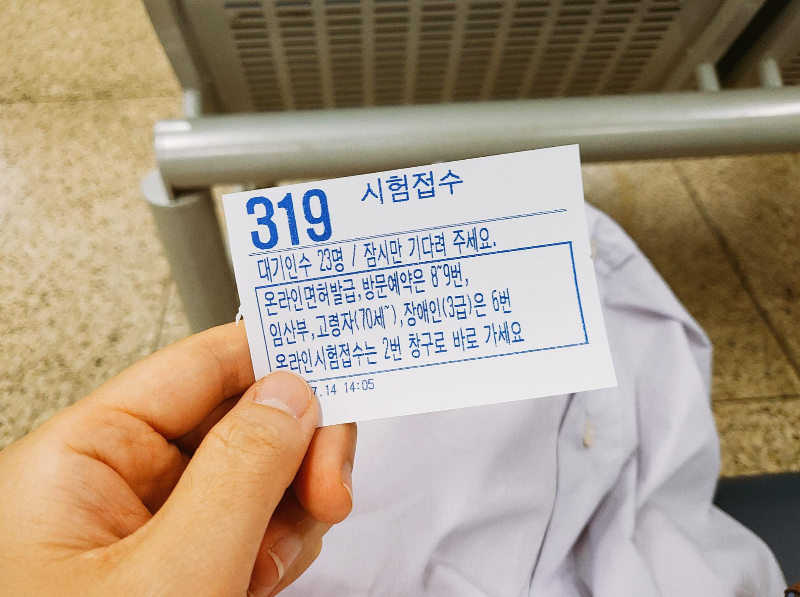 319 시험접수
대기인수 23명 / 잠시만 기다려 주세요.
온라인면허발급,방문예약은 8~9번,
임산부,고령자(70세~),장애인(3급)은 6번
온라인시험접수는 2번 창구로 바로 가세요
7.14 14:05